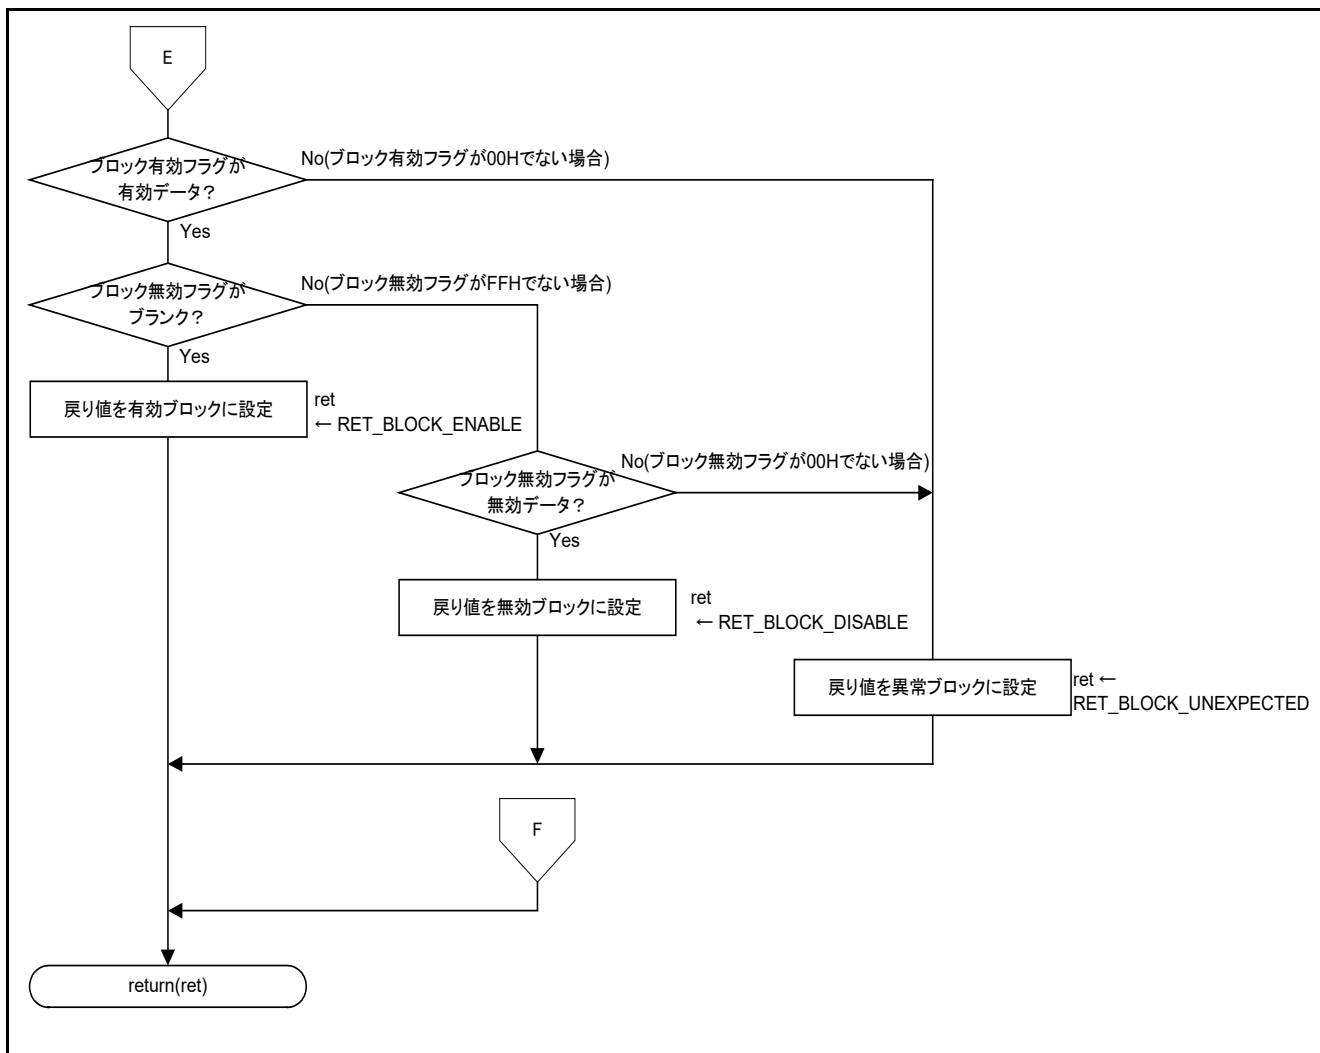 E
ブロック有効フラグが
有効データ？
No(ブロック有効フラグが00Hでない場合)
Yes
ブロック無効フラグが
ブランク？
No(ブロック無効フラグがFFHでない場合)
Yes
戻り値を有効ブロックに設定
ret
← RET_BLOCK_ENABLE
ブロック無効フラグが
無効データ？
No(ブロック無効フラグが00Hでない場合)
Yes
戻り値を無効ブロックに設定
ret
← RET_BLOCK_DISABLE
戻り値を異常ブロックに設定
ret ←
RET_BLOCK_UNEXPECTED
F
return(ret)